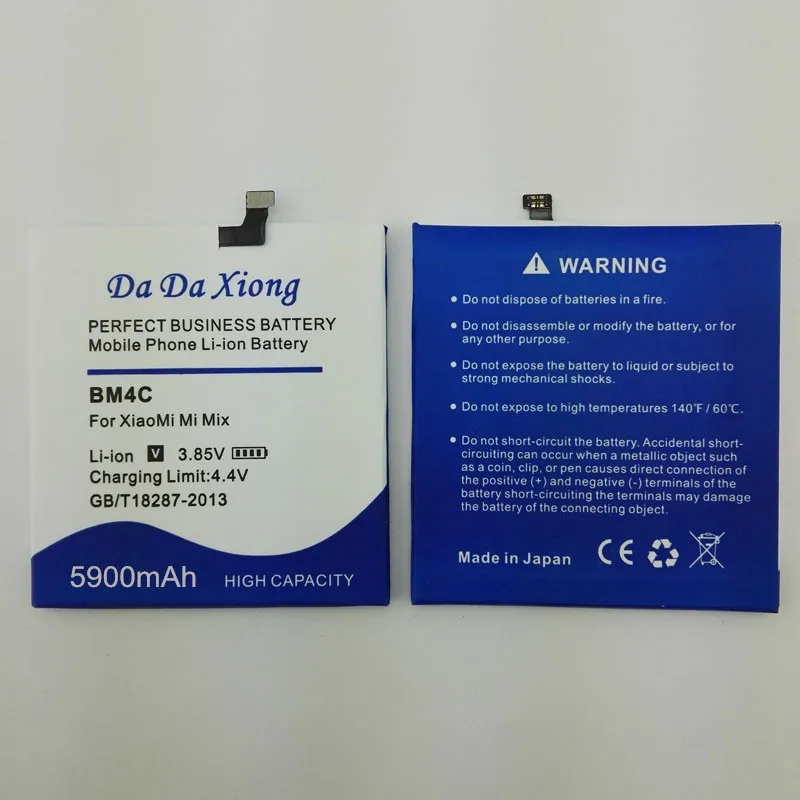 Da Da Xiong
PERFECT BUSINESS BATTERY
Mobile Phone Li-ion Battery
BM4C
For XiaoMi Mi Mix
Li-ion V 3.85V
Charging Limit:4.4V
GB/T18287-2013
5900mAh HIGH CAPACITY
WARNING
• Do not dispose of batteries in a fire.
• Do not disassemble or modify the battery, or for
any other purpose.
• Do not expose the battery to liquid or subject to
strong mechanical shocks.
• Do not expose to high temperatures 140℉/60℃.
• Do not short-circuit the battery. Accidental short-
circuiting can occur when a metallic object such
as a coin, clip, or pen causes direct connection of
the positive (+) and negative (-) terminals of the
battery short-circuiting the terminals may damage
the battery of the connecting object.
Made in Japan CE